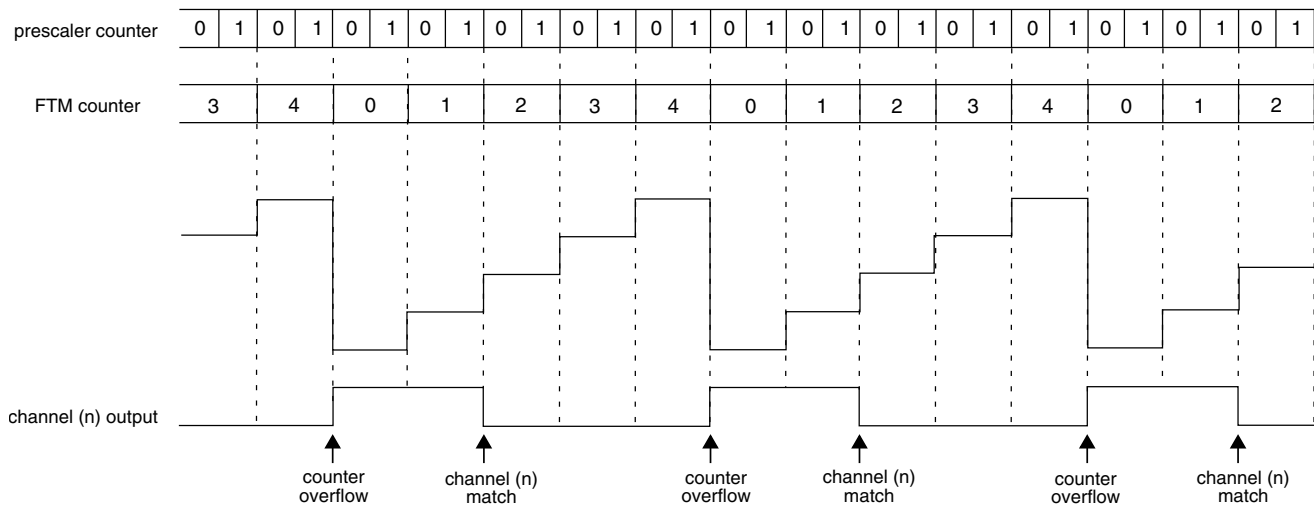 prescaler counter 0 1 0 1 0 1 0 1 0 1 0 1 0 1 0 1 0 1 0 1 0 1 0 1 0 1 0 1 0 1
FTM counter 3 4 0 1 2 3 4 0 1 2 3 4 0 1 2
channel (n) output
counter overflow
channel (n) match
counter overflow
channel (n) match
counter overflow
channel (n) match